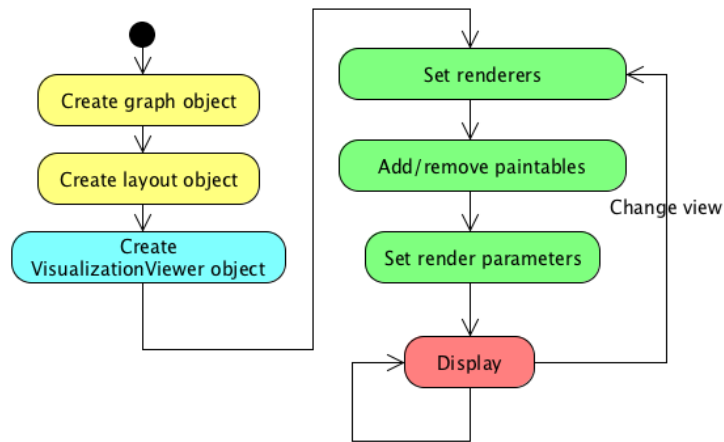 Create graph object
Create layout object
Create
VisualizationViewer object
Set renderers
Add/remove paintables
Set render parameters
Display
Change view